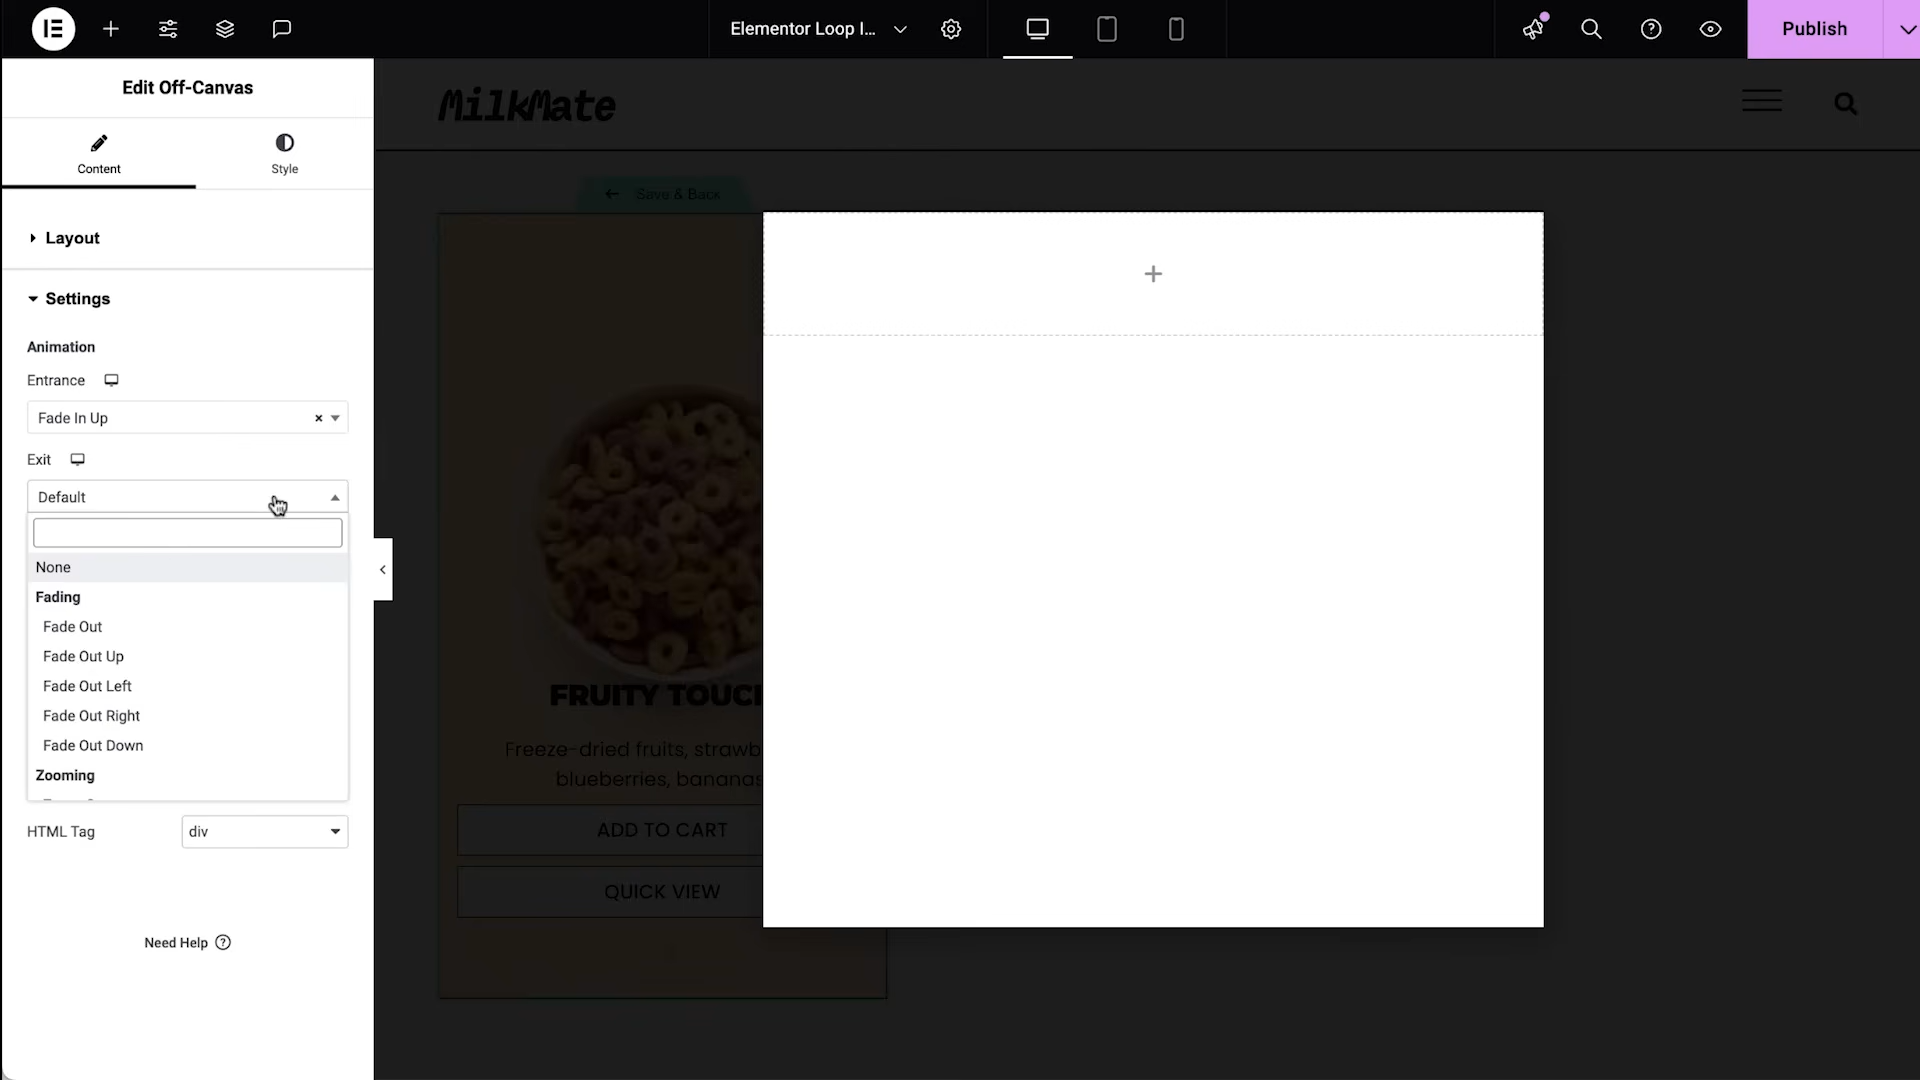 Elementor Loop I...
Publish
Edit Off-Canvas
Content
Style
Layout
Settings
Animation
Entrance
Fade In Up
Exit
Default
None
Fading
Fade Out
Fade Out Up
Fade Out Left
Fade Out Right
Fade Out Down
Zooming
HTML Tag
div
Need Help
MilkMate
Save & Back
FRUITY TOUC
Freeze-dried fruits, strawb
blueberries, bananas
ADD TO CART
QUICK VIEW